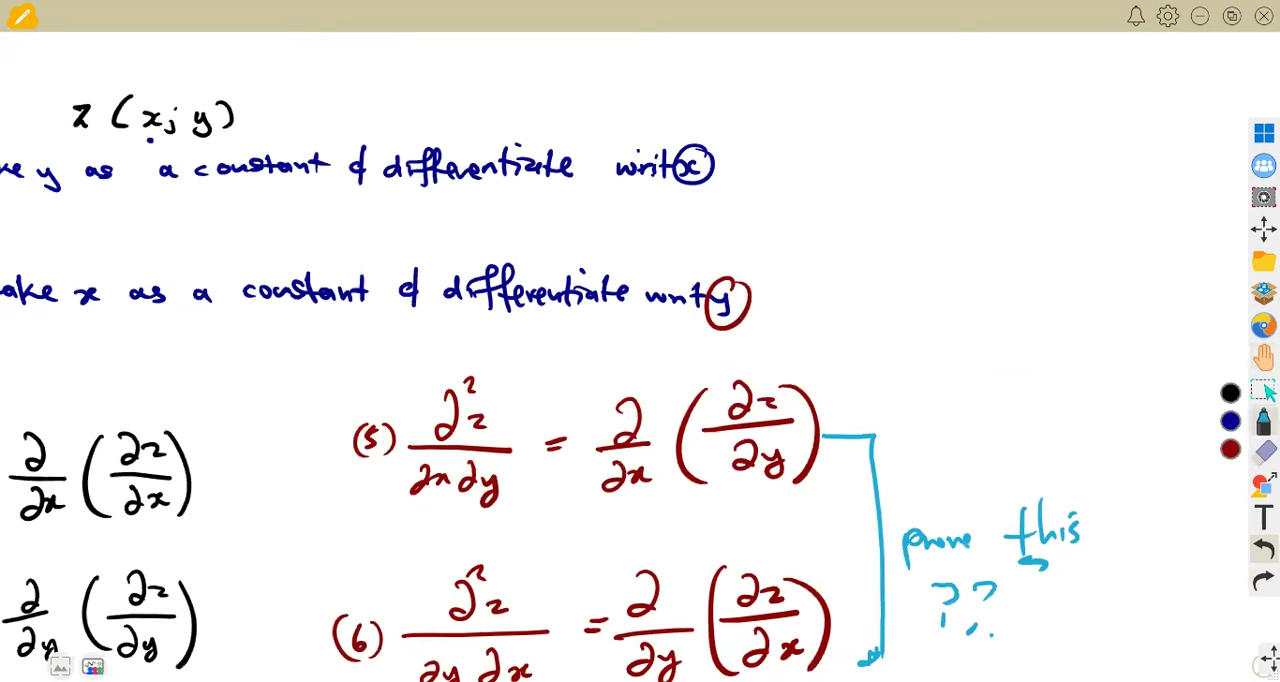 z (x; y)
ke y as a constant & differentiate wrt x
ake x as a constant & differentiate wrt y
∂/∂x (∂z/∂x)
(5) ∂²z/∂x∂y = ∂/∂x (∂z/∂y)
prove this
??
∂/∂y (∂z/∂y)
(6) ∂²z/∂y ∂x = ∂/∂y (∂z/∂x)